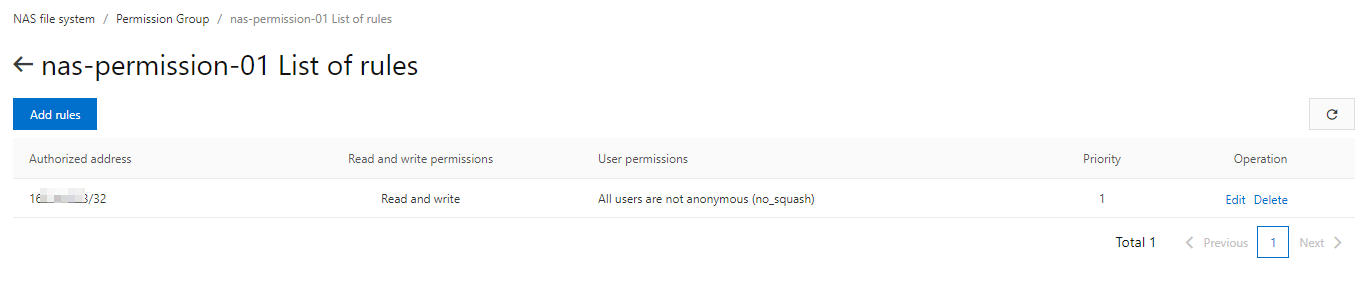 NAS file system / Permission Group / nas-permission-01 List of rules
← nas-permission-01 List of rules
Add rules
Authorized address Read and write permissions User permissions Priority Operation
/32 Read and write All users are not anonymous (no_squash) 1 Edit Delete
Total 1 < Previous 1 Next >